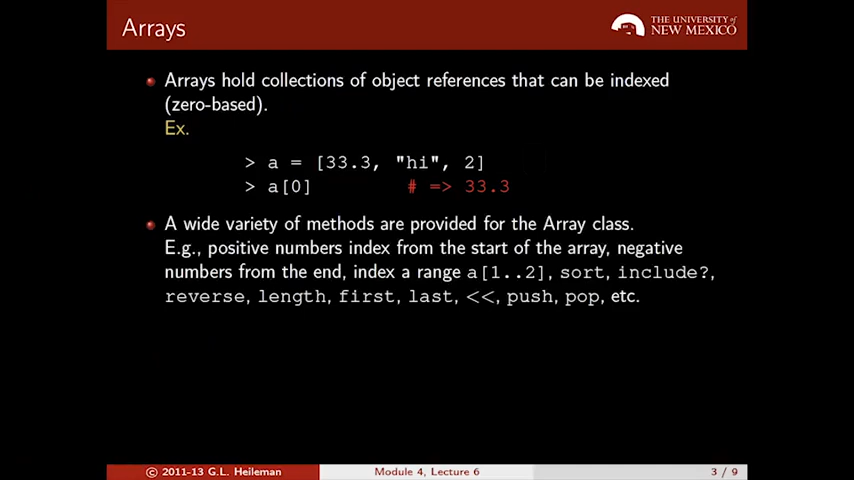 Arrays
THE UNIVERSITY of
NEW MEXICO
Arrays hold collections of object references that can be indexed
(zero-based).
Ex.
> a = [33.3, "hi", 2]
> a[0] # => 33.3
A wide variety of methods are provided for the Array class.
E.g., positive numbers index from the start of the array, negative
numbers from the end, index a range a[1..2], sort, include?,
reverse, length, first, last, <<, push, pop, etc.
© 2011-13 G.L. Heileman
Module 4, Lecture 6
3 / 9